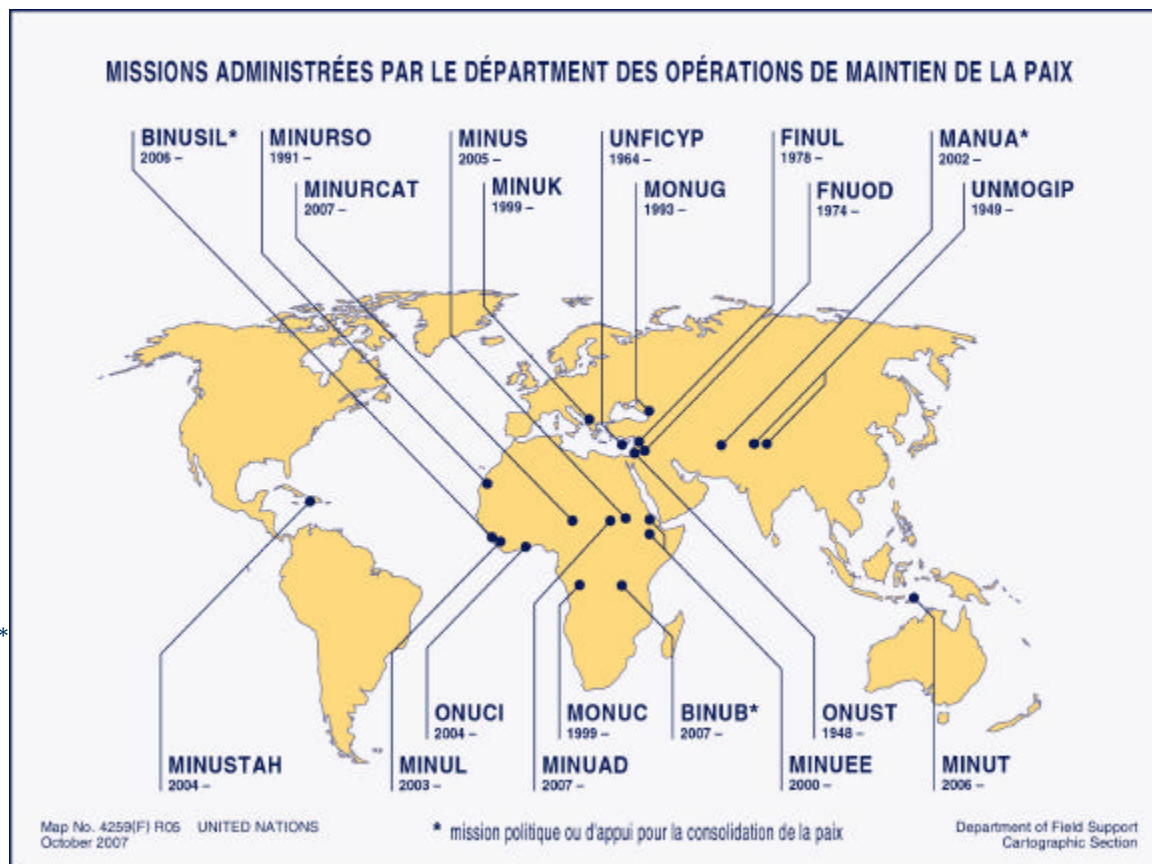 MISSIONS ADMINISTRÉES PAR LE DÉPARTMENT DES OPÉRATIONS DE MAINTIEN DE LA PAIX
BINUSIL*
2006 –
MINURSO
1991 –
MINUS
2005 –
UNFICYP
1964 –
FINUL
1978 –
MANUA*
2002 –
MINURCAT
2007 –
MINUK
1999 –
MONUG
1993 –
FNUOD
1974 –
UNMOGIP
1949 –
*
ONUCI
2004 –
MONUC
1999 –
BINUB*
2007 –
ONUST
1948 –
MINUSTAH
2004 –
MINUL
2003 –
MINUAD
2007 –
MINUEE
2000 –
MINUT
2006 –
Map No. 4259(F) R05 UNITED NATIONS
October 2007
* mission politique ou d'appui pour la consolidation de la paix
Department of Field Support
Cartographic Section